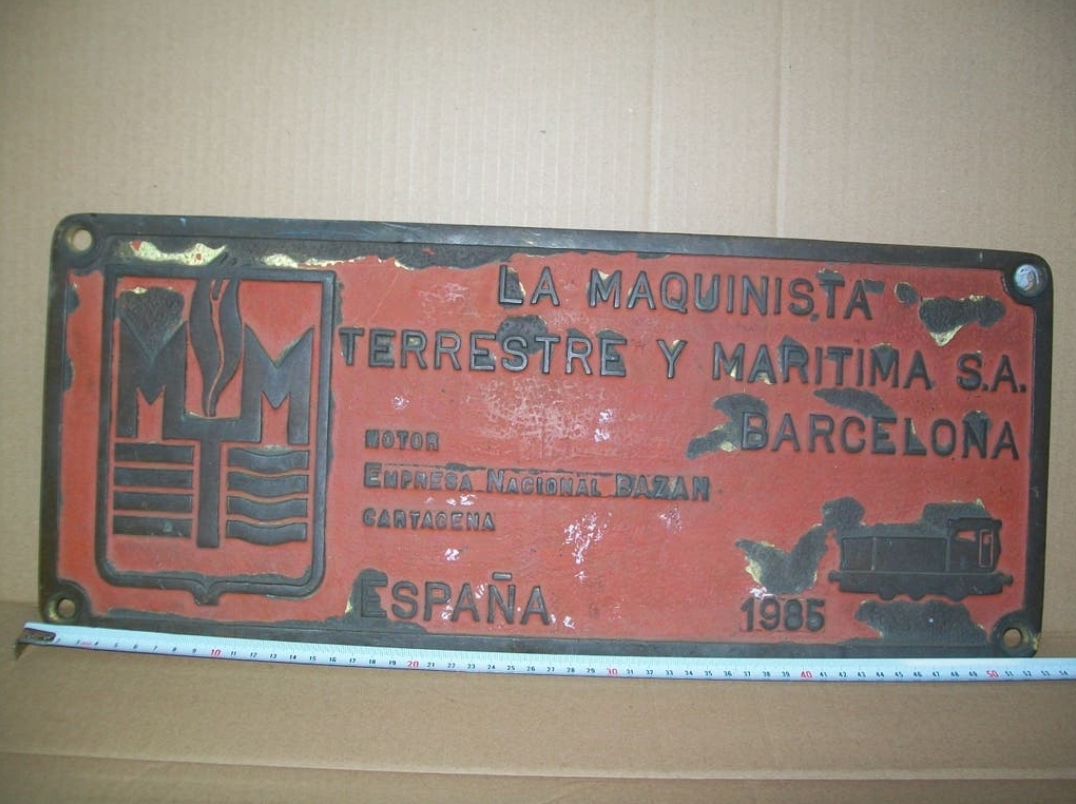 LA MAQUINISTA
TERRESTRE Y MARITIMA S.A.
BARCELONA
MOTOR
EMPRESA NACIONAL BAZAN
CARTAGENA
ESPAÑA
1985